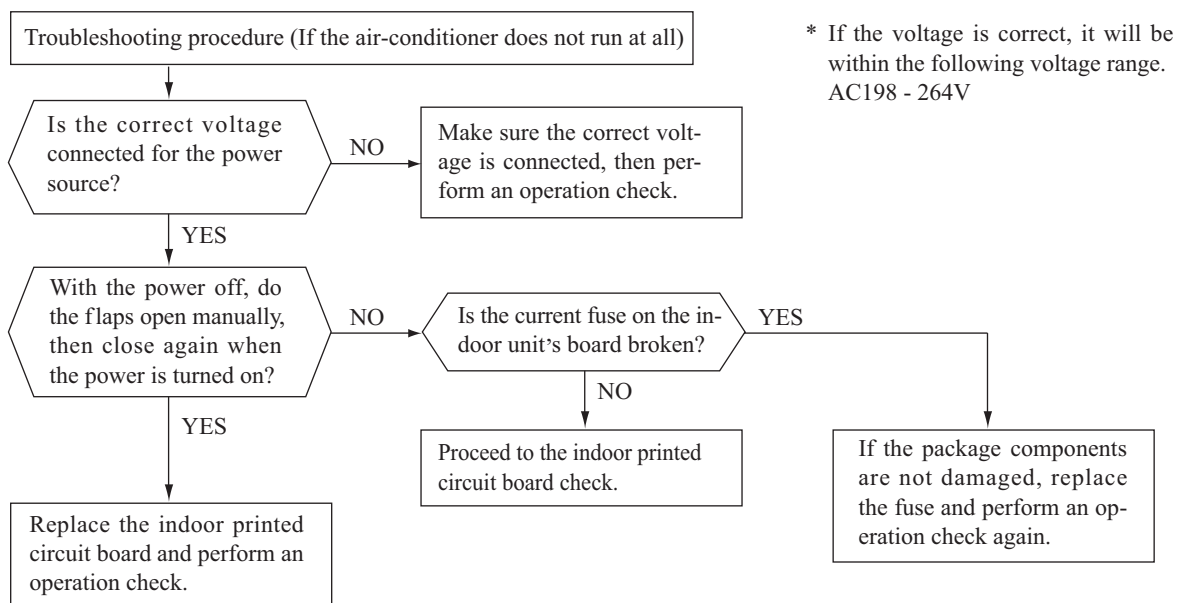 Troubleshooting procedure (If the air-conditioner does not run at all)
* If the voltage is correct, it will be
within the following voltage range.
AC198 - 264V
Is the correct voltage
connected for the power
source?
NO
Make sure the correct volt-
age is connected, then per-
form an operation check.
YES
With the power off, do
the flaps open manually,
then close again when
the power is turned on?
NO
Is the current fuse on the in-
door unit's board broken?
YES
NO
YES
Proceed to the indoor printed
circuit board check.
If the package components
are not damaged, replace
the fuse and perform an op-
eration check again.
Replace the indoor printed
circuit board and perform an
operation check.